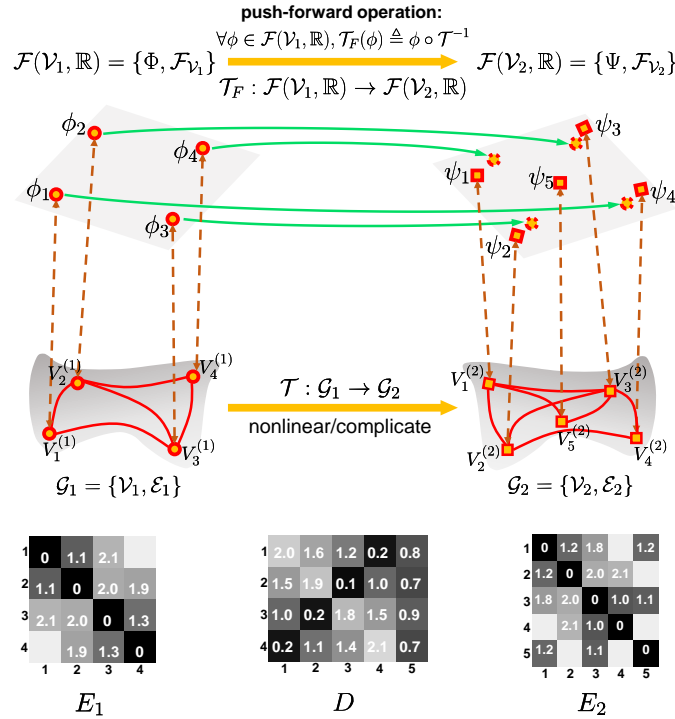 push-forward operation:
∀ϕ ∈ F(V₁, ℝ), T_F(ϕ) ≜ ϕ ∘ T⁻¹
F(V₁, ℝ) = {Φ, F_V₁}
F(V₂, ℝ) = {Ψ, F_V₂}
T_F : F(V₁, ℝ) → F(V₂, ℝ)
ϕ₂
ψ₃
ϕ₄
ψ₁
ψ₅
ψ₄
ϕ₁
ϕ₃
ψ₂
V₂⁽¹⁾
V₄⁽¹⁾
V₁⁽²⁾
V₃⁽²⁾
T : G₁ → G₂
nonlinear/complicate
V₁⁽¹⁾
V₃⁽¹⁾
V₂⁽²⁾
V₅⁽²⁾
V₄⁽²⁾
G₁ = {V₁, E₁}
G₂ = {V₂, E₂}
1 0 1.1 2.1
2 1.1 0 2.0 1.9
3 2.1 2.0 0 1.3
4 1.9 1.3 0
1 2 3 4
E₁
1 2.0 1.6 1.2 0.2 0.8
2 1.5 1.9 0.1 1.0 0.7
3 1.0 0.2 1.8 1.5 0.9
4 0.2 1.1 1.4 2.1 0.7
1 2 3 4 5
D
1 0 1.2 1.8 1.2
2 1.2 0 2.0 2.1
3 1.8 2.0 0 1.0 1.1
4 2.1 1.0 0
5 1.2 1.1 0
1 2 3 4 5
E₂